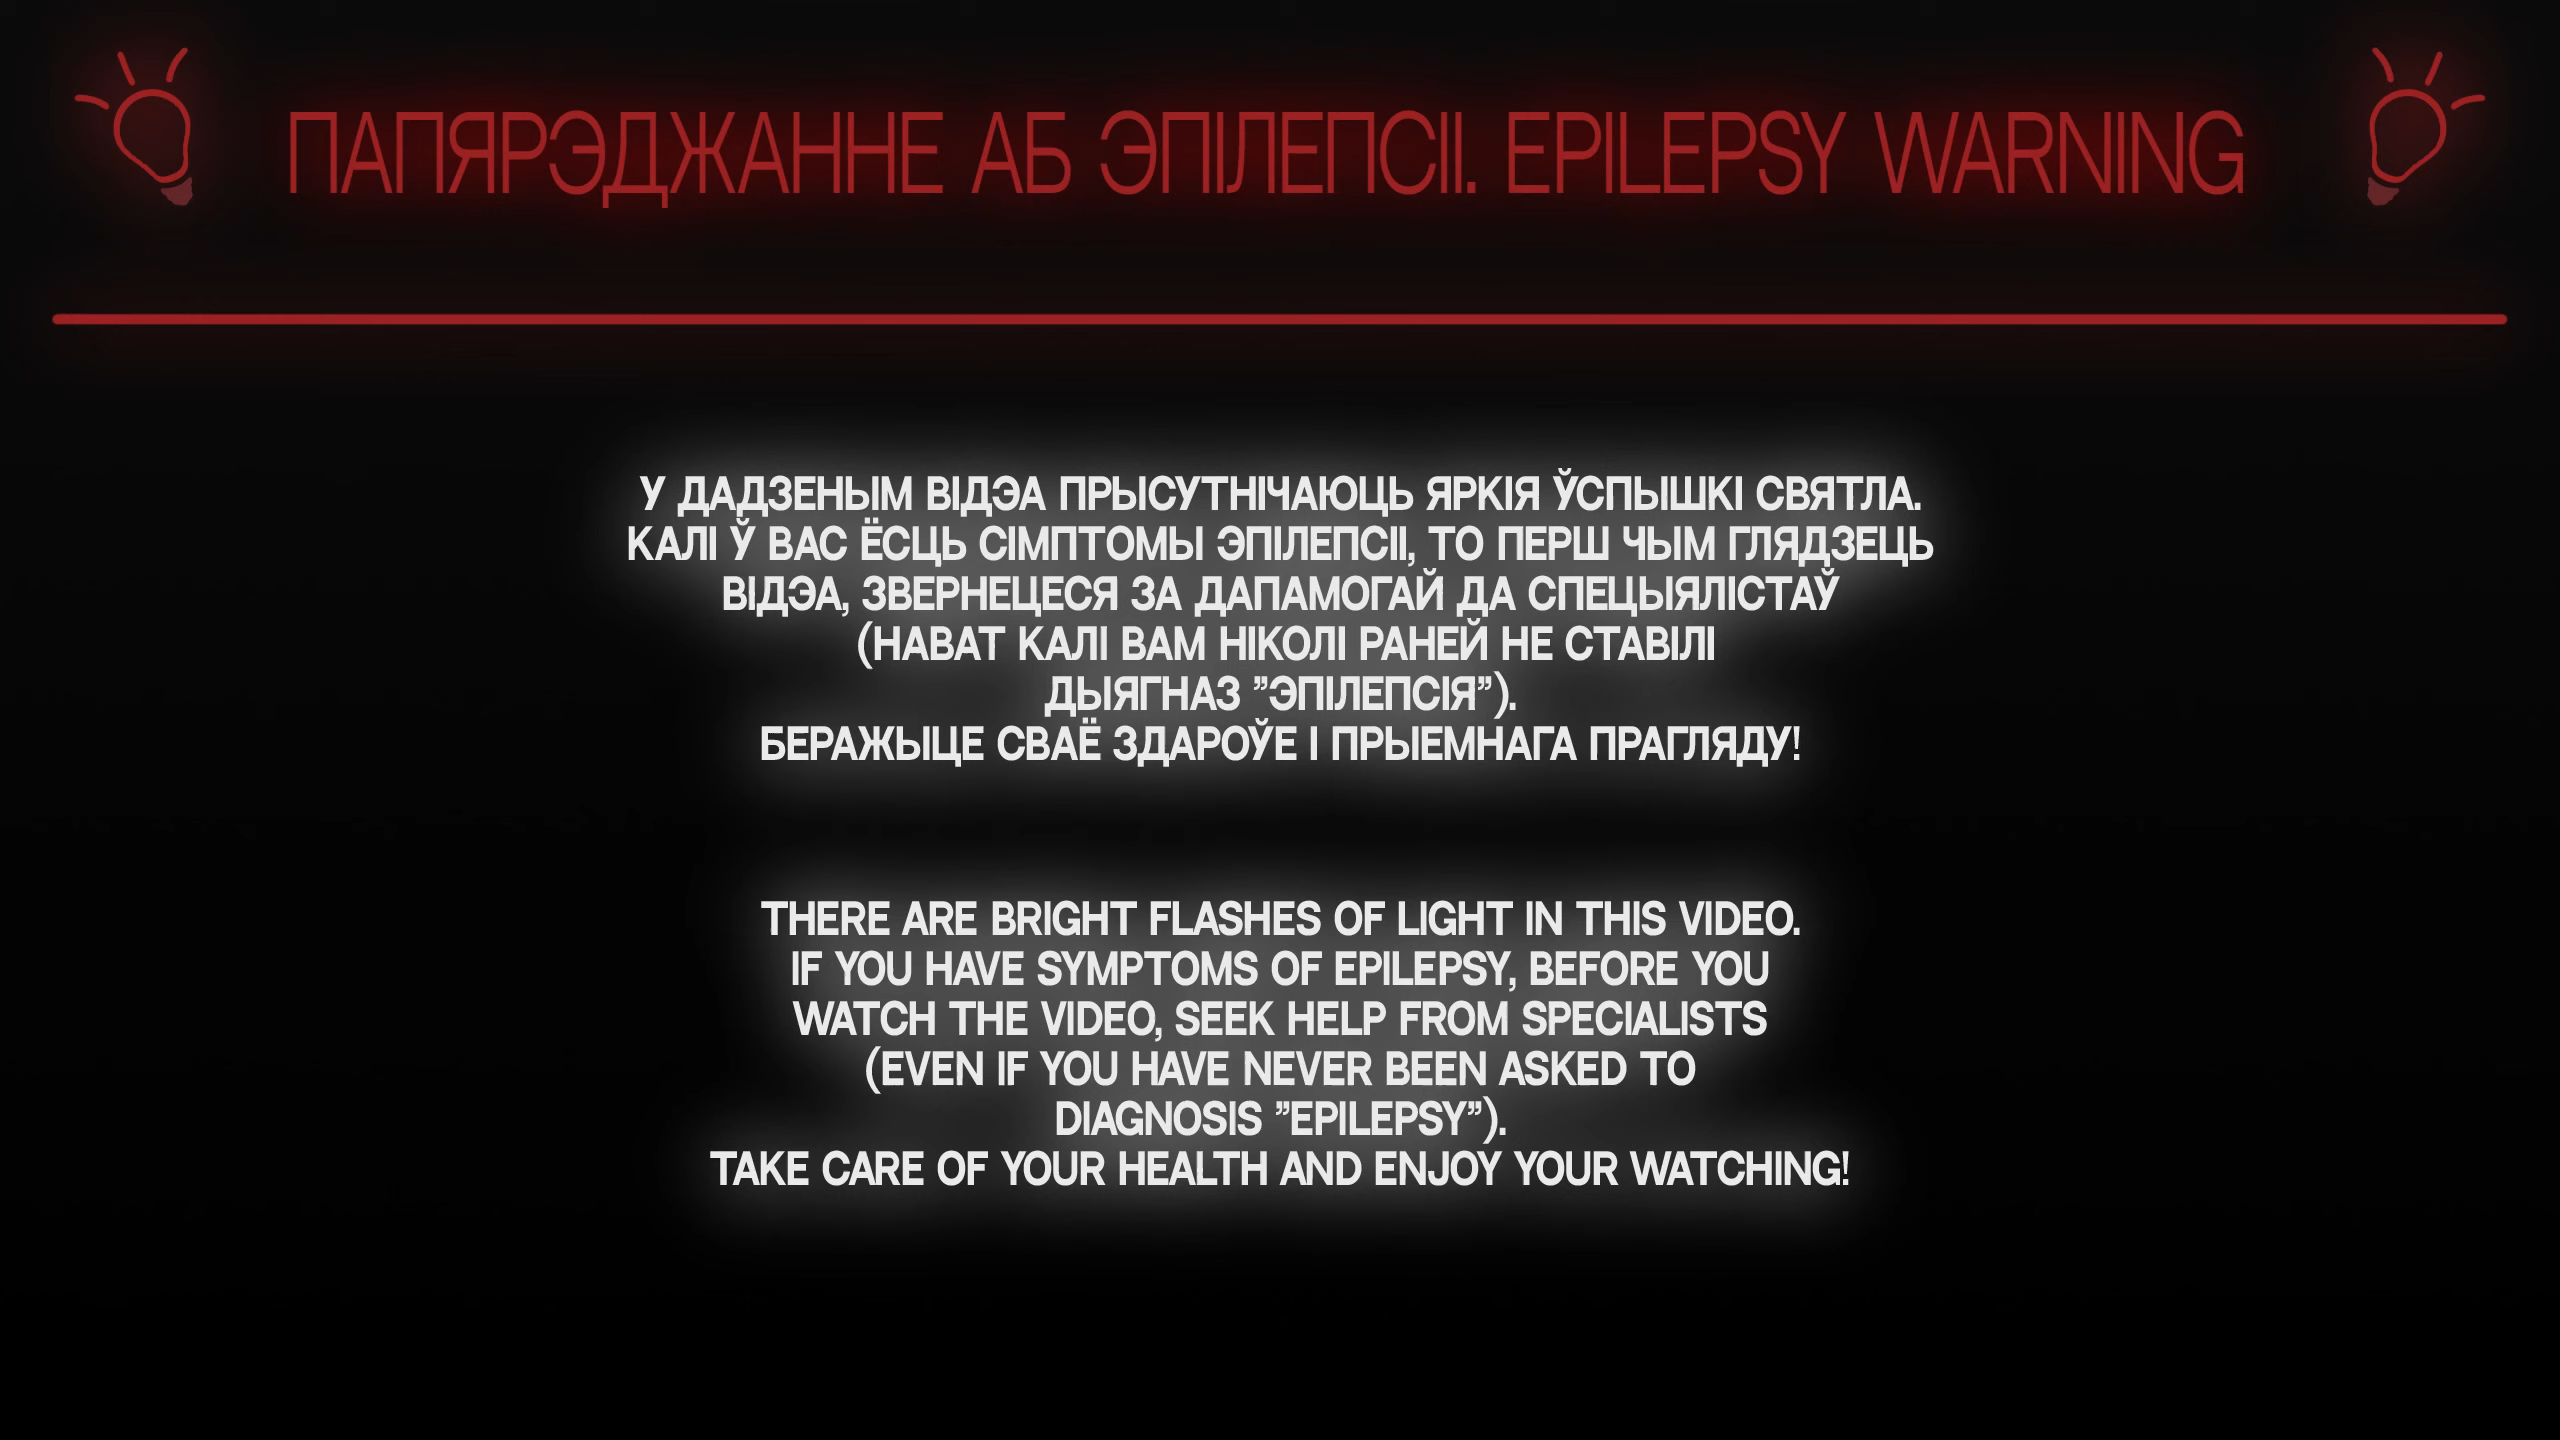 ПАПЯРЭДЖАННЕ АБ ЭПІЛЕПСІІ. EPILEPSY WARNING
У ДАДЗЕНЫМ ВІДЭА ПРЫСУТНІЧАЮЦЬ ЯРКІЯ ЎСПЫШКІ СВЯТЛА.
КАЛІ Ў ВАС ЁСЦЬ СІМПТОМЫ ЭПІЛЕПСІІ, ТО ПЕРШ ЧЫМ ГЛЯДЗЕЦЬ
ВІДЭА, ЗВЕРНЕЦЕСЯ ЗА ДАПАМОГАЙ ДА СПЕЦЫЯЛІСТАЎ
(НАВАТ КАЛІ ВАМ НІКОЛІ РАНЕЙ НЕ СТАВІЛІ
ДЫЯГНАЗ ”ЭПІЛЕПСІЯ”).
БЕРАЖЫЦЕ СВАЁ ЗДАРОЎЕ І ПРЫЕМНАГА ПРАГЛЯДУ!
THERE ARE BRIGHT FLASHES OF LIGHT IN THIS VIDEO.
IF YOU HAVE SYMPTOMS OF EPILEPSY, BEFORE YOU
WATCH THE VIDEO, SEEK HELP FROM SPECIALISTS
(EVEN IF YOU HAVE NEVER BEEN ASKED TO
DIAGNOSIS ”EPILEPSY”).
TAKE CARE OF YOUR HEALTH AND ENJOY YOUR WATCHING!